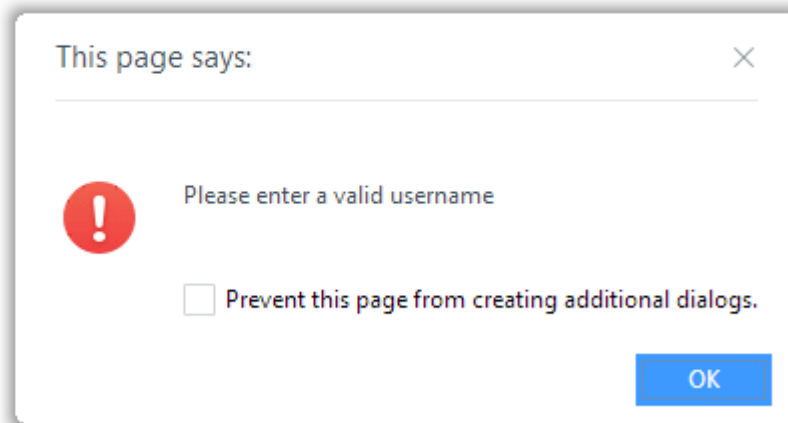 This page says:
Please enter a valid username
Prevent this page from creating additional dialogs.
OK